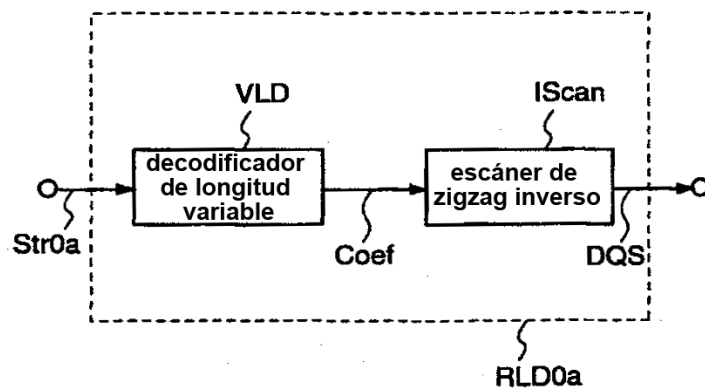 VLD
IScan
decodificador
de longitud
variable
escáner de
zigzag inverso
Str0a
Coef
DQS
RLD0a